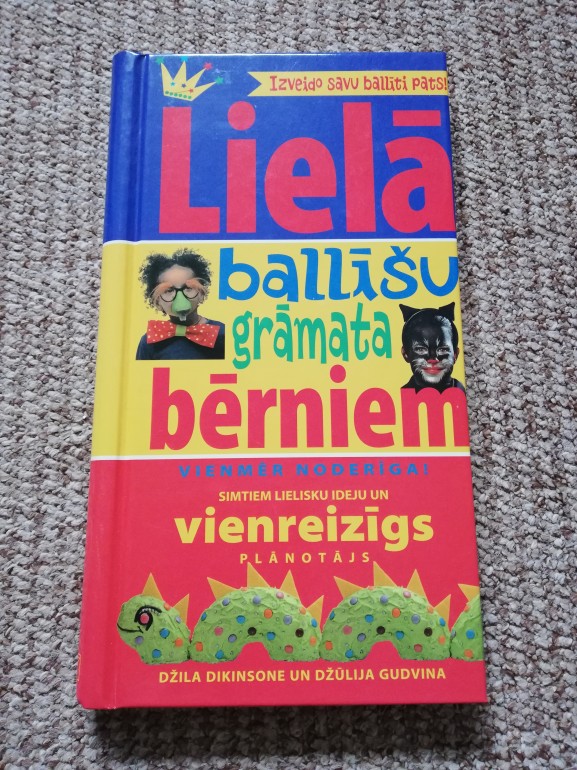 Izveido savu ballīti pats!
Lielā
ballīšu
grāmata
bērniem
VIENMĒR NODERĪGA!
SIMTIEM LIELISKU IDEJU UN
vienreizīgs
PLĀNOTĀJS
DŽILA DIKINSONE UN DŽŪLIJA GUDVINA